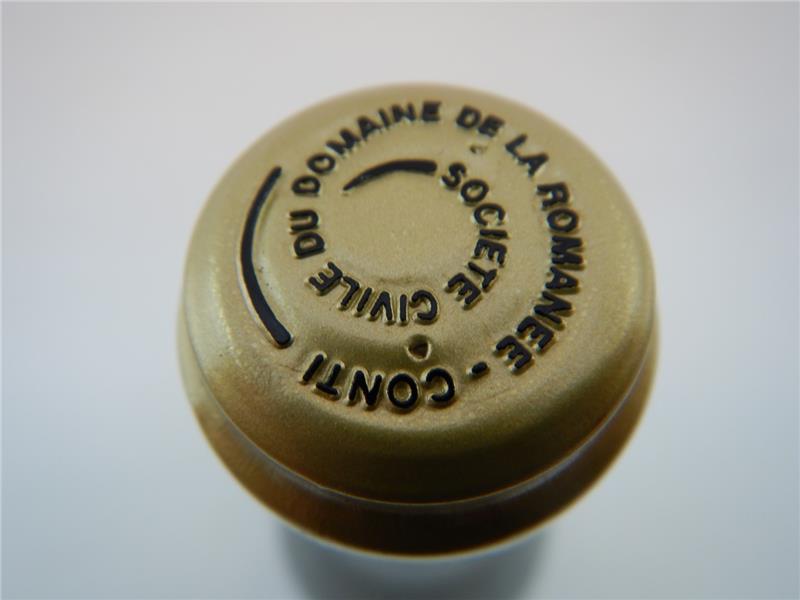 SOCIETE CIVILE DU DOMAINE DE LA ROMANEE - CONTI